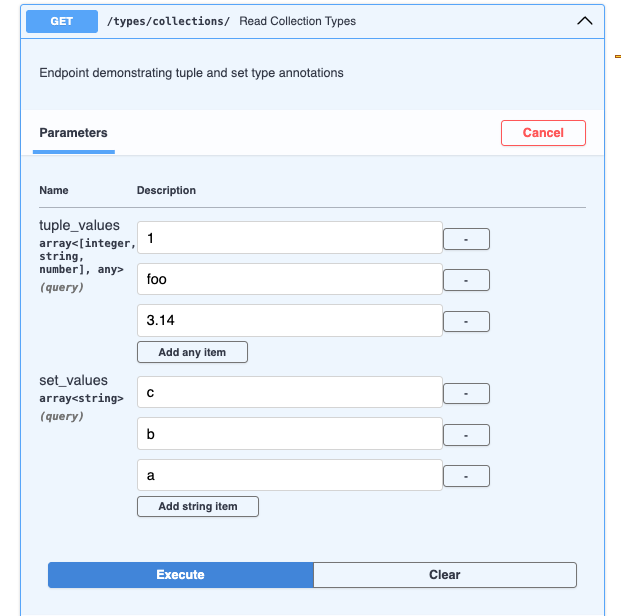 GET /types/collections/ Read Collection Types
Endpoint demonstrating tuple and set type annotations
Parameters
Cancel
Name Description
tuple_values
array<[integer,
string,
number], any>
(query)
1
-
foo
-
3.14
-
Add any item
set_values
array<string>
(query)
c
-
b
-
a
-
Add string item
Execute
Clear